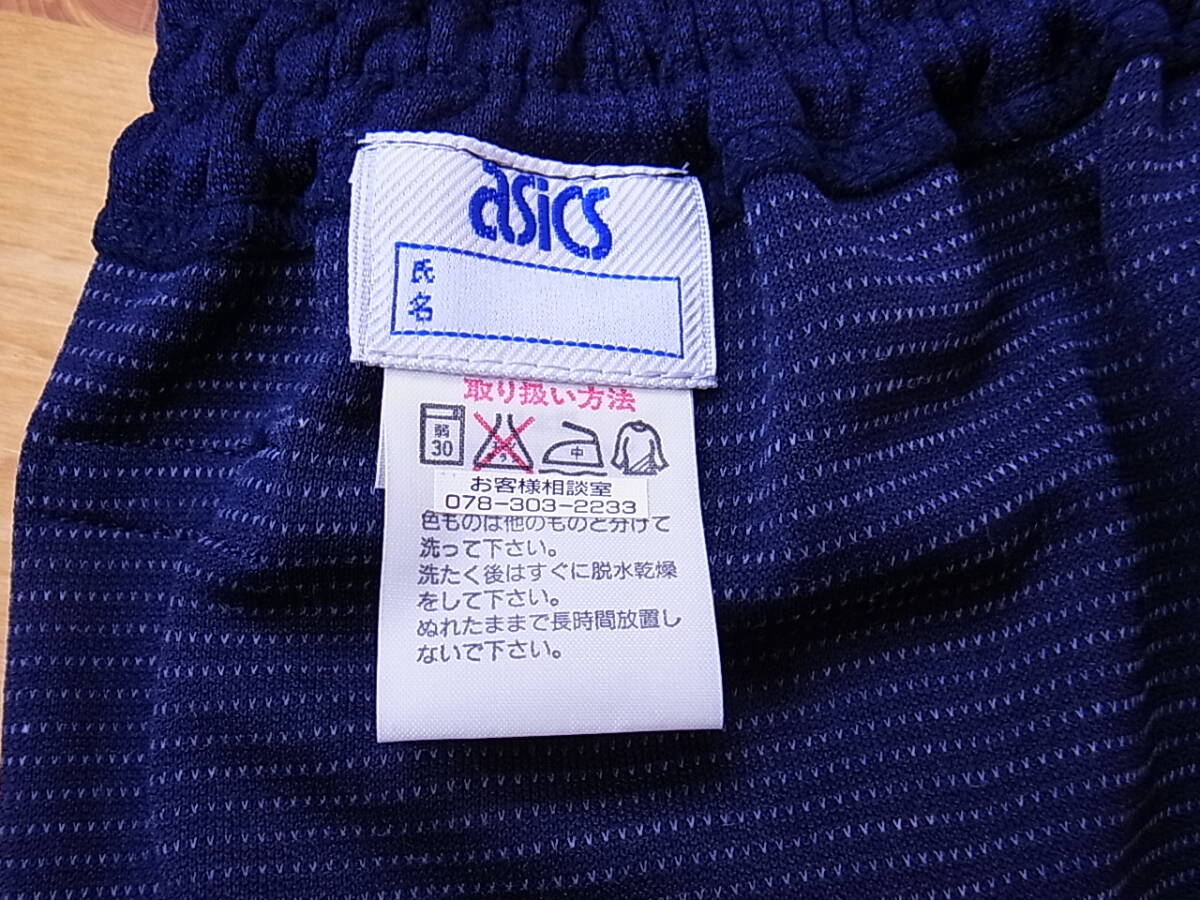 asics
氏
名
取り扱い方法
弱
30
中
お客様相談室
078-303-2233
色ものは他のものと分けて
洗って下さい。
洗たく後はすぐに脱水乾燥
をして下さい。
ぬれたままで長時間放置し
ないで下さい。